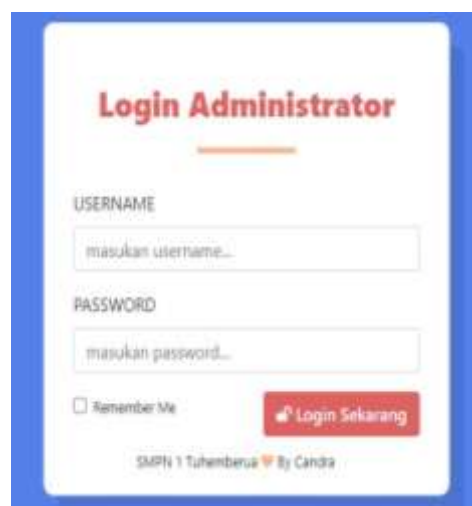 Login Administrator
USERNAME
masukan username...
PASSWORD
masukan password...
Remember Me
Login Sekarang
SMPN 1 Tuhemberua 🧡 By Candra